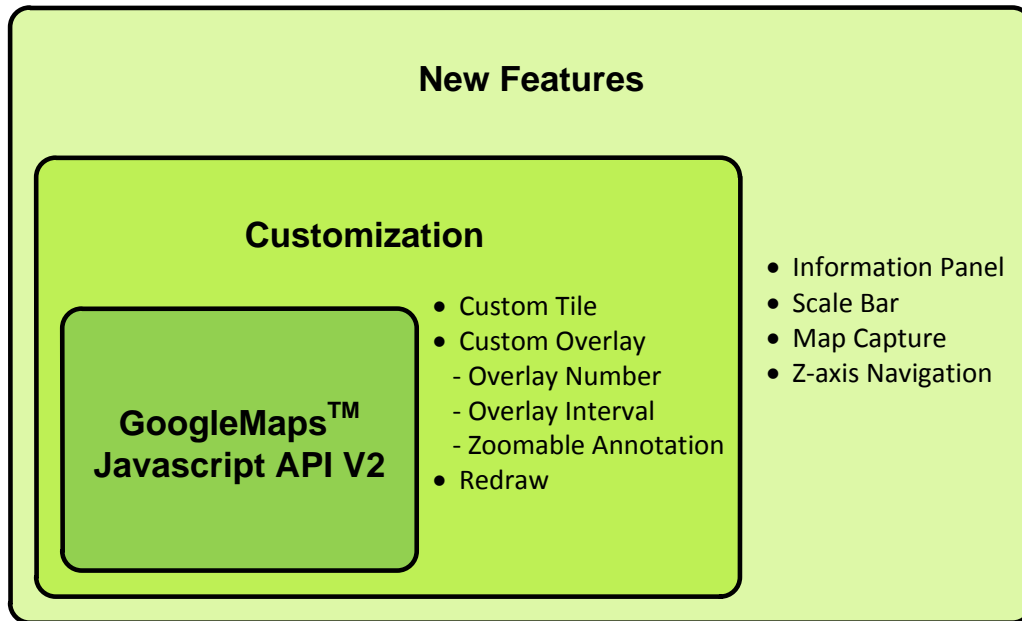 New Features
Customization
• Custom Tile
• Custom Overlay
- Overlay Number
- Overlay Interval
- Zoomable Annotation
• Redraw
GoogleMaps™
Javascript API V2
• Information Panel
• Scale Bar
• Map Capture
• Z-axis Navigation